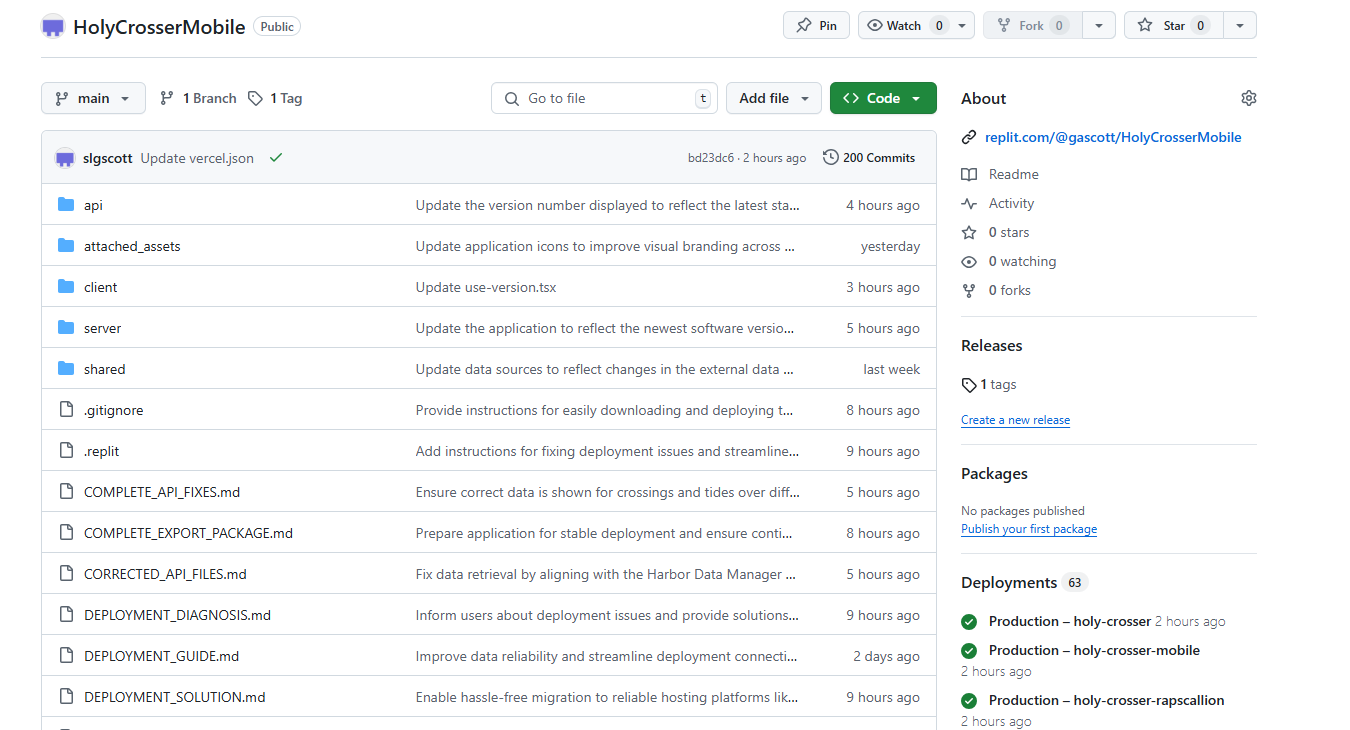 HolyCrosserMobile Public Pin Watch 0 Fork 0 Star 0
main 1 Branch 1 Tag Go to file t Add file Code
slgscott Update vercel.json bd23dc6 · 2 hours ago 200 Commits
api Update the version number displayed to reflect the latest sta... 4 hours ago
attached_assets Update application icons to improve visual branding across ... yesterday
client Update use-version.tsx 3 hours ago
server Update the application to reflect the newest software versio... 5 hours ago
shared Update data sources to reflect changes in the external data ... last week
.gitignore Provide instructions for easily downloading and deploying t... 8 hours ago
.replit Add instructions for fixing deployment issues and streamline... 9 hours ago
COMPLETE_API_FIXES.md Ensure correct data is shown for crossings and tides over diff... 5 hours ago
COMPLETE_EXPORT_PACKAGE.md Prepare application for stable deployment and ensure conti... 8 hours ago
CORRECTED_API_FILES.md Fix data retrieval by aligning with the Harbor Data Manager ... 5 hours ago
DEPLOYMENT_DIAGNOSIS.md Inform users about deployment issues and provide solutions... 9 hours ago
DEPLOYMENT_GUIDE.md Improve data reliability and streamline deployment connecti... 2 days ago
DEPLOYMENT_SOLUTION.md Enable hassle-free migration to reliable hosting platforms lik... 9 hours ago
About
replit.com/@gascott/HolyCrosserMobile
Readme
Activity
0 stars
0 watching
0 forks
Releases
1 tags
Create a new release
Packages
No packages published
Publish your first package
Deployments 63
Production – holy-crosser 2 hours ago
Production – holy-crosser-mobile
2 hours ago
Production – holy-crosser-rapscallion
2 hours ago